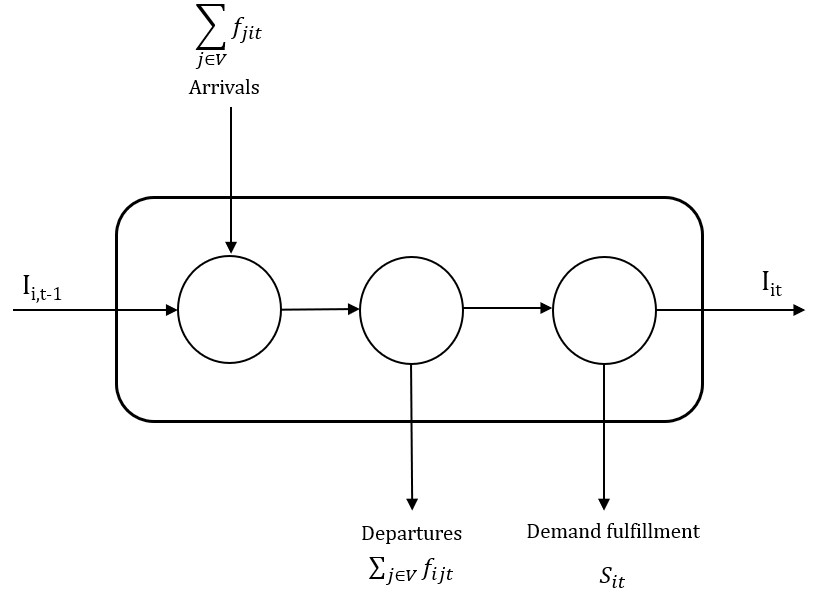 ∑_{j∈V} f_{jit}
Arrivals
I_{i,t-1}
I_{it}
Departures
∑_{j∈V} f_{ijt}
Demand fulfillment
S_{it}